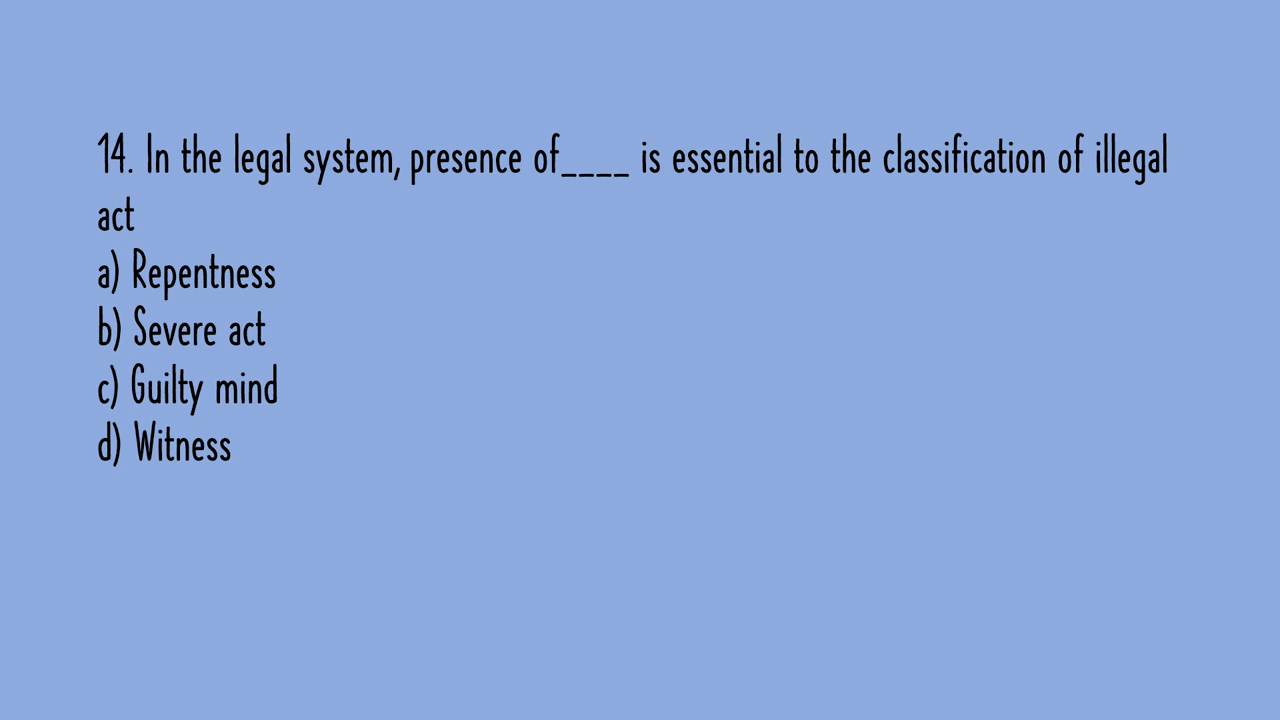 14. In the legal system, presence of____ is essential to the classification of illegal
act
a) Repentness
b) Severe act
c) Guilty mind
d) Witness